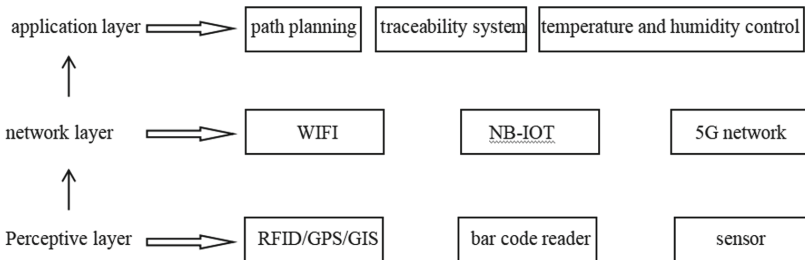 application layer path planning traceability system temperature and humidity control
network layer WIFI NB-IOT 5G network
Perceptive layer RFID/GPS/GIS bar code reader sensor